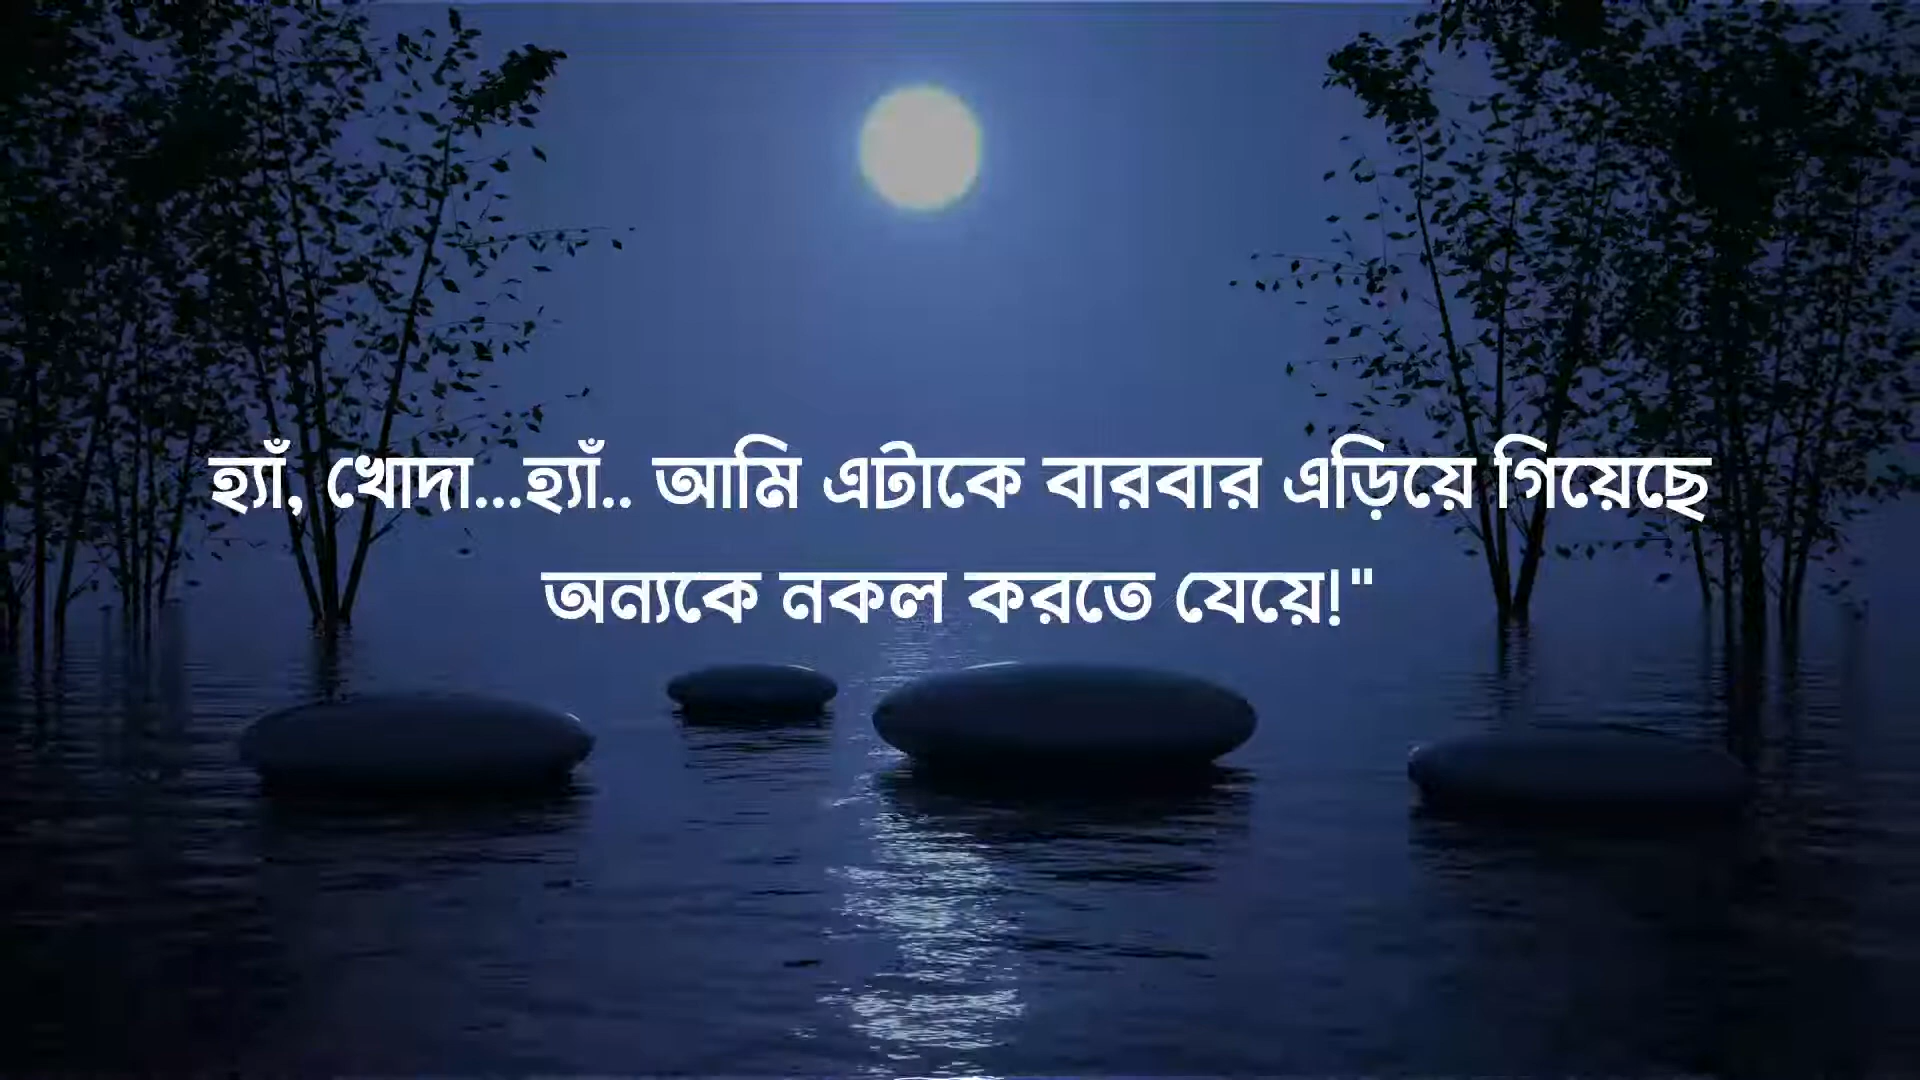 হ্যাঁ, খোদা...হ্যাঁ.. আমি এটাকে বারবার এড়িয়ে গিয়েছে
অন্যকে নকল করতে যেয়ে!"